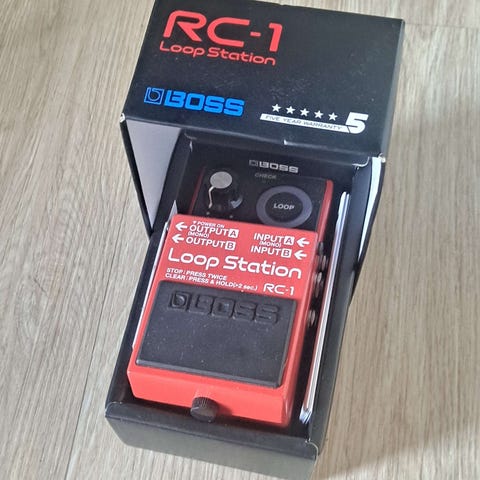 RC-1
Loop Station
BOSS
★★★★★
FIVE YEAR WARRANTY 5
BOSS
CHECK
LOOP
▼POWER ON
OUTPUT A
(MONO)
OUTPUT B
INPUT A
(MONO)
INPUT B
Loop Station
STOP : PRESS TWICE
CLEAR : PRESS & HOLD(>2 sec.)
RC-1
BOSS